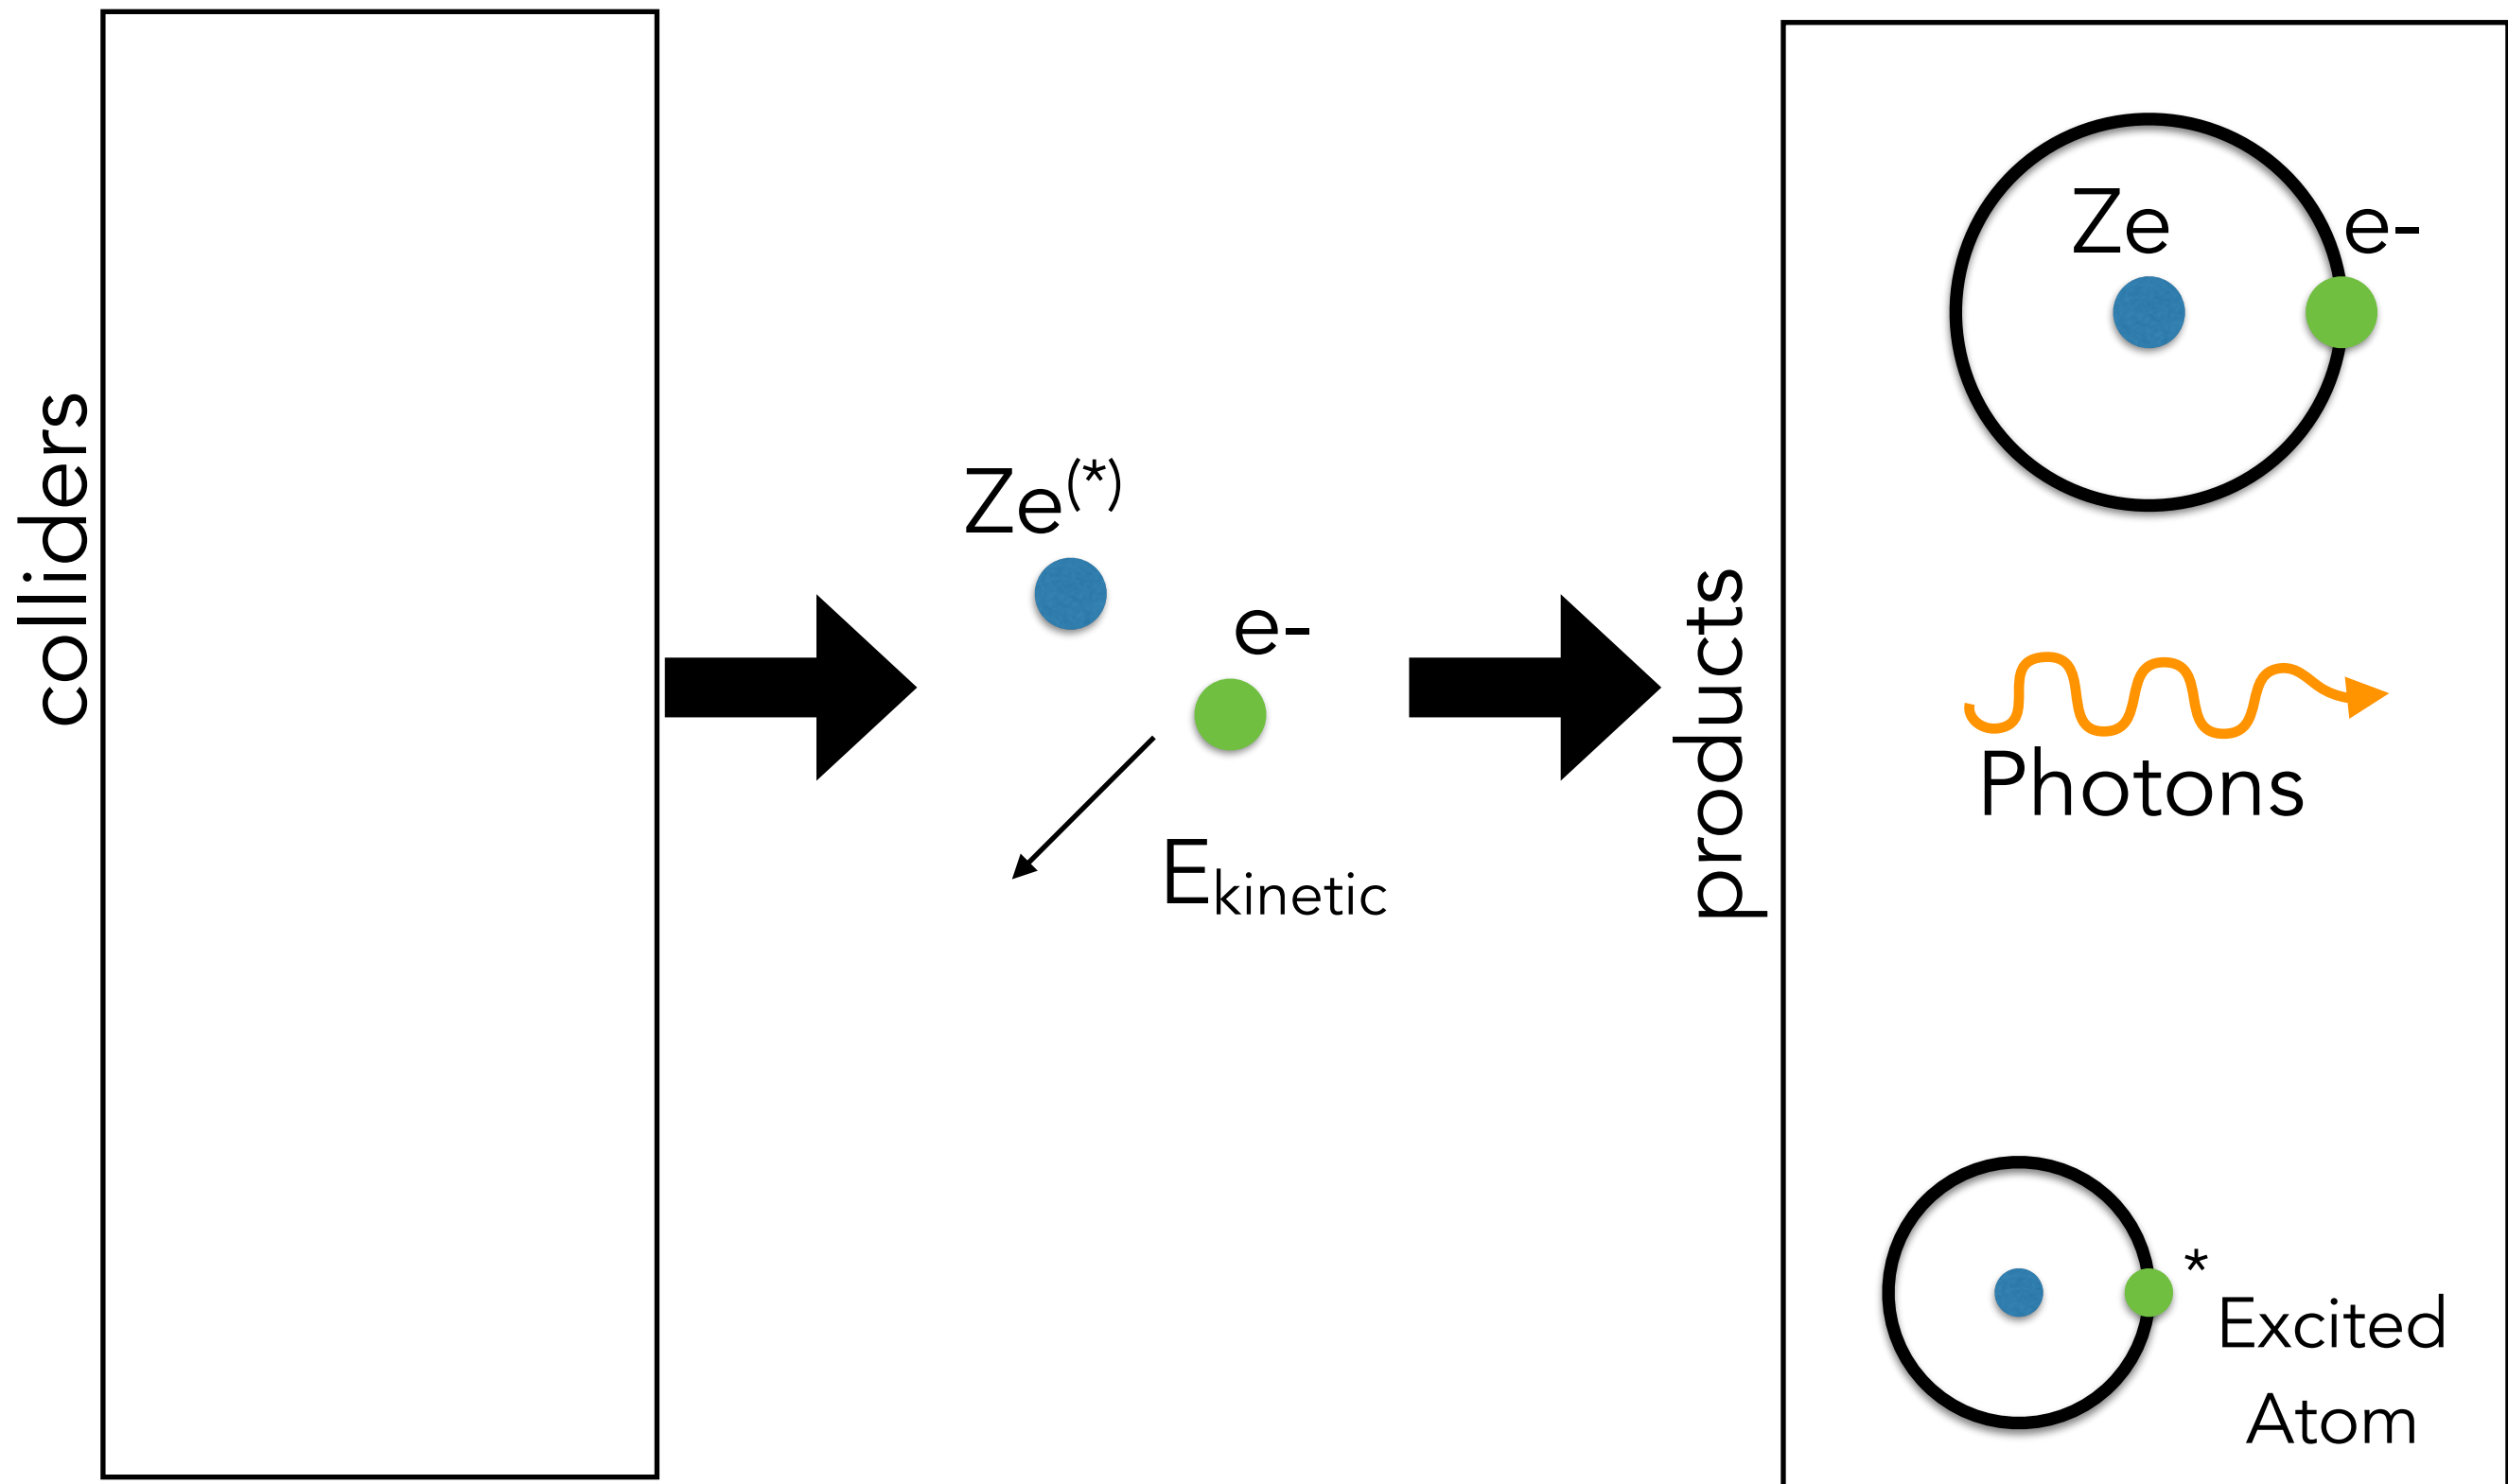 colliders
Ze(*)
e-
Ekinetic
products
Ze
e-
Photons
*
Excited
Atom